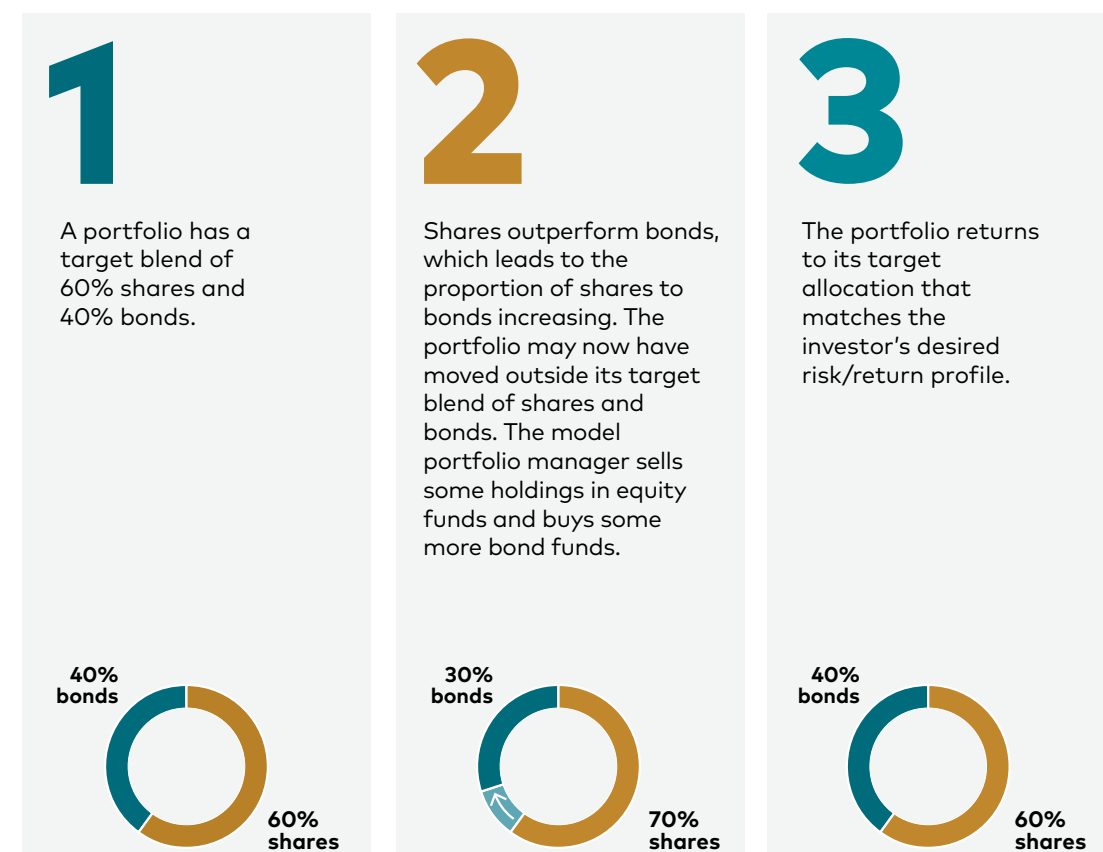 1
A portfolio has a
target blend of
60% shares and
40% bonds.
40%
bonds
60%
shares
2
Shares outperform bonds,
which leads to the
proportion of shares to
bonds increasing. The
portfolio may now have
moved outside its target
blend of shares and
bonds. The model
portfolio manager sells
some holdings in equity
funds and buys some
more bond funds.
30%
bonds
70%
shares
3
The portfolio returns
to its target
allocation that
matches the
investor’s desired
risk/return profile.
40%
bonds
60%
shares